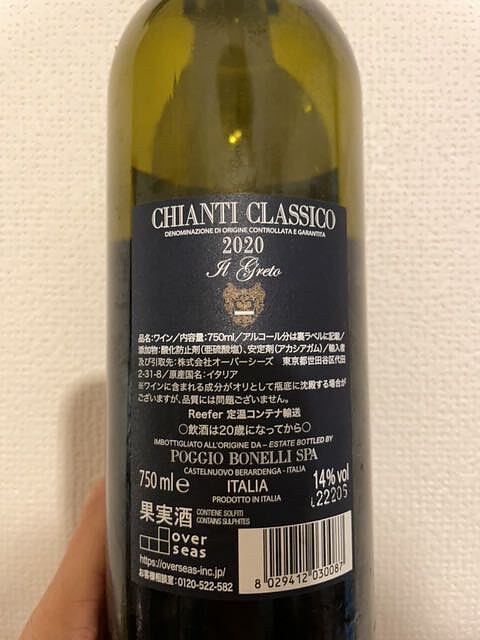 CHIANTI CLASSICO
DENOMINAZIONE DI ORIGINE CONTROLLATA E GARANTITA
2020
Il Greto
品名:ワイン/内容量:750ml/アルコール分は裏ラベルに記載/
添加物:酸化防止剤(亜硫酸塩)、安定剤(アカシアガム)/輸入者
及び引取先:株式会社オーバーシーズ 東京都世田谷区代田
2-31-8/原産国名:イタリア
※ワインに含まれる成分がオリとして瓶底に沈殿する場合が
ございますが、品質には問題ございません。
Reefer 定温コンテナ輸送
○飲酒は20歳になってから○
IMBOTTIGLIATO ALL'ORIGINE DA - ESTATE BOTTLED BY
POGGIO BONELLI SPA
CASTELNUOVO BERARDENGA - ITALIA
750 ml e
ITALIA
PRODOTTO IN ITALIA
14% vol
L22205
果実酒
CONTIENE SOLFITI
CONTAINS SULPHITES
over
seas
https://overseas-inc.jp/
お客様相談室:0120-522-582
8 029412 030087